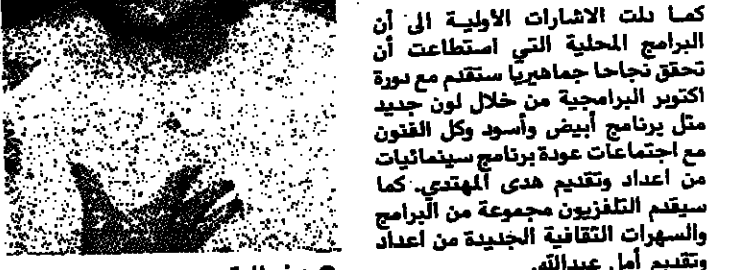 كما دلت الاشارات الأولية الى أن
البرامج المحلية التي استطاعت أن
تحقق نجاحا جماهيريا ستقدم مع دورة
اكتوبر البرامجية من خلال لون جديد
مثل برنامج أبيض وأسود وكل الفنون
مع اجتماعات عودة برنامج سينمائيات
من اعداد وتقديم هدى المهتدي. كما
سيقدم التلفزيون مجموعة من البرامج
والسهرات الثقافية الجديدة من اعداد
وتقديم أمل عبدالله.